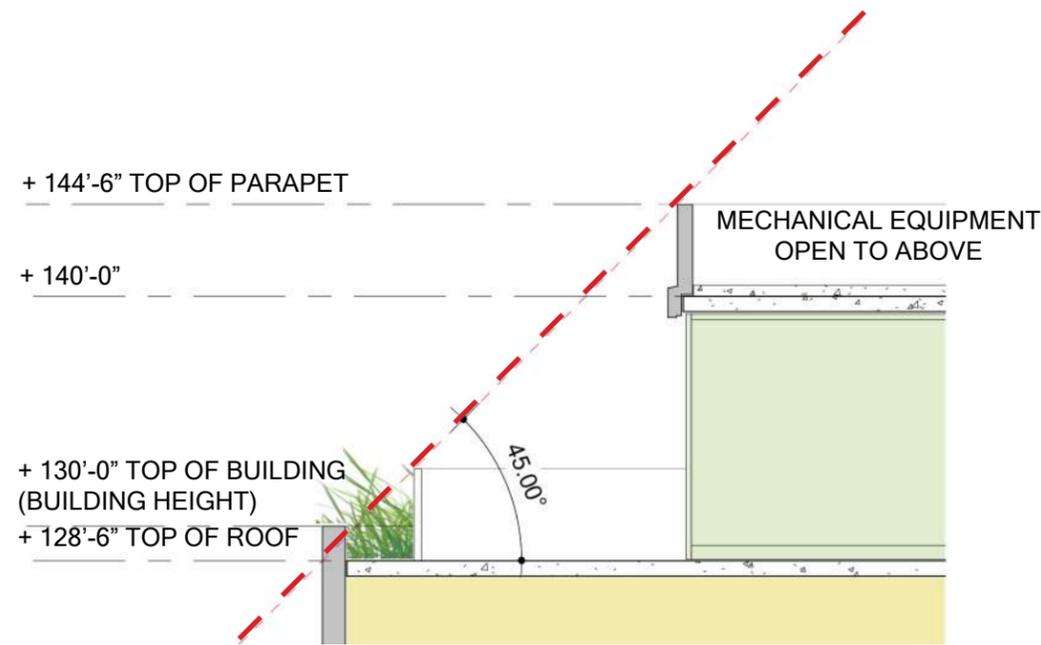 + 144’-6” TOP OF PARAPET
MECHANICAL EQUIPMENT
OPEN TO ABOVE
+ 140’-0”
45.00°
+ 130’-0” TOP OF BUILDING
(BUILDING HEIGHT)
+ 128’-6” TOP OF ROOF